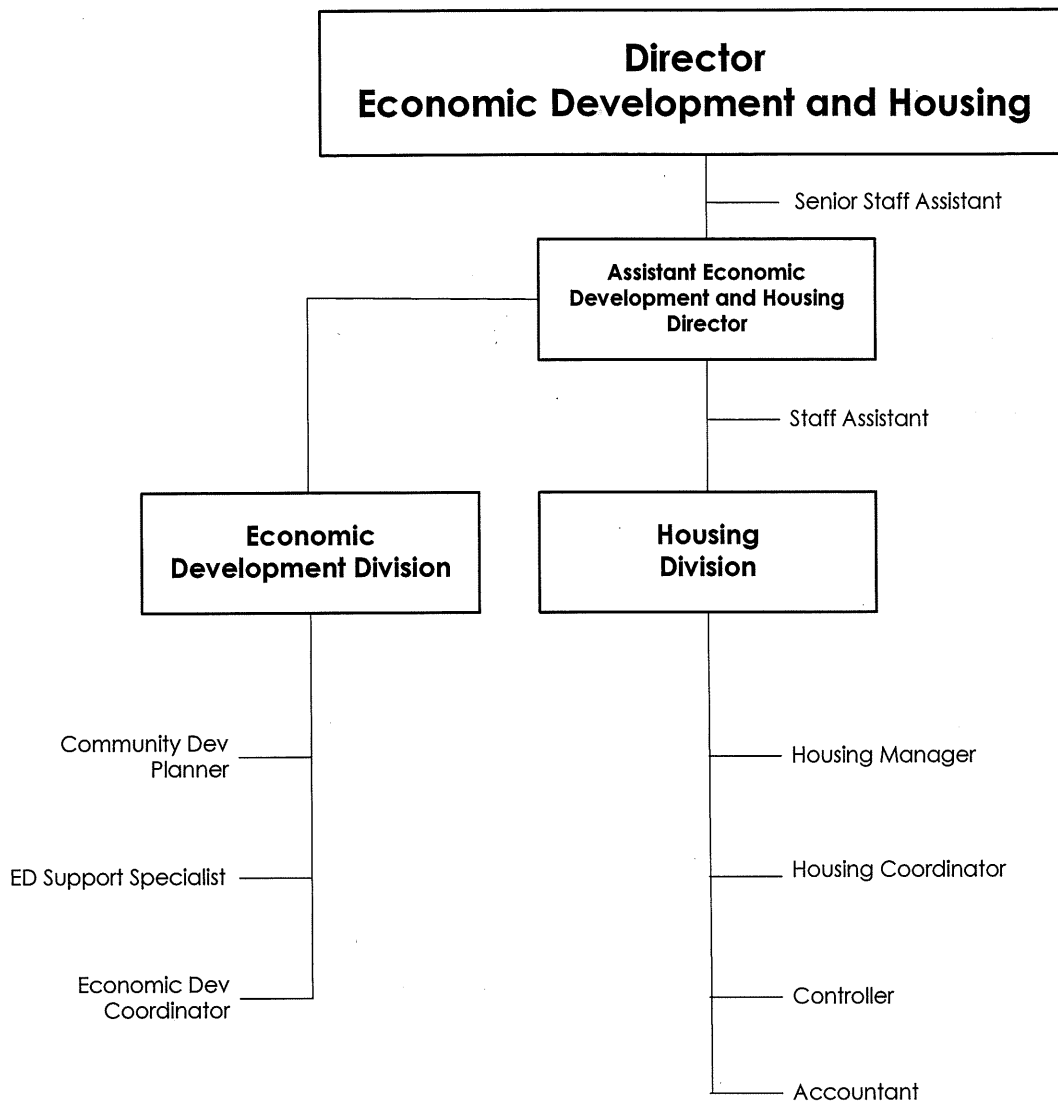 Director
Economic Development and Housing
Senior Staff Assistant
Assistant Economic
Development and Housing
Director
Staff Assistant
Economic
Development Division
Housing
Division
Community Dev
Planner
Housing Manager
ED Support Specialist
Housing Coordinator
Economic Dev
Coordinator
Controller
Accountant